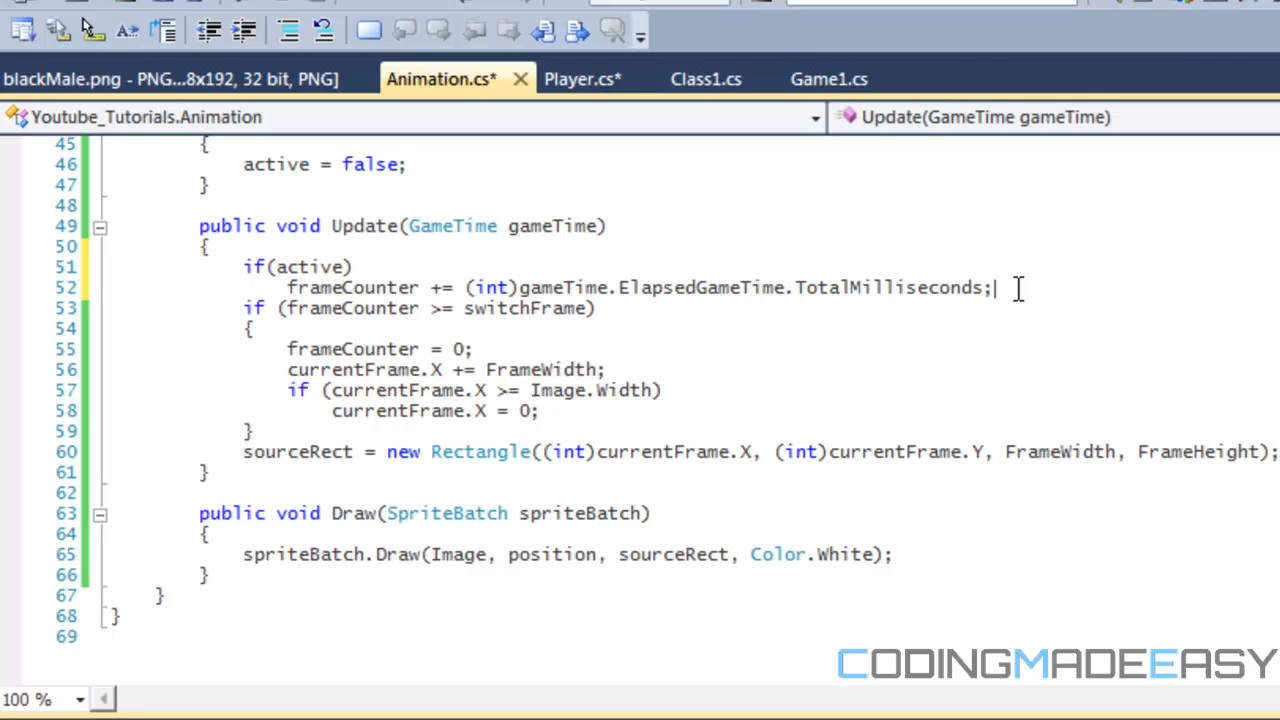 blackMale.png - PNG...8x192, 32 bit, PNG] Animation.cs* Player.cs* Class1.cs Game1.cs
Youtube_Tutorials.Animation Update(GameTime gameTime)
45 {
46 active = false;
47 }
48
49 public void Update(GameTime gameTime)
50 {
51 if(active)
52 frameCounter += (int)gameTime.ElapsedGameTime.TotalMilliseconds;
53 if (frameCounter >= switchFrame)
54 {
55 frameCounter = 0;
56 currentFrame.X += FrameWidth;
57 if (currentFrame.X >= Image.Width)
58 currentFrame.X = 0;
59 }
60 sourceRect = new Rectangle((int)currentFrame.X, (int)currentFrame.Y, FrameWidth, FrameHeight);
61 }
62
63 public void Draw(SpriteBatch spriteBatch)
64 {
65 spriteBatch.Draw(Image, position, sourceRect, Color.White);
66 }
67 }
68 }
69
CODINGMADEEASY
100 %